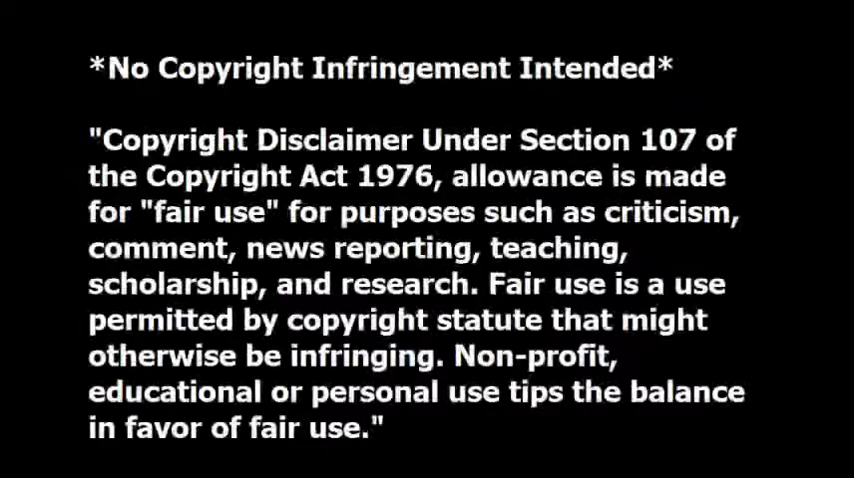 *No Copyright Infringement Intended*
"Copyright Disclaimer Under Section 107 of
the Copyright Act 1976, allowance is made
for "fair use" for purposes such as criticism,
comment, news reporting, teaching,
scholarship, and research. Fair use is a use
permitted by copyright statute that might
otherwise be infringing. Non-profit,
educational or personal use tips the balance
in favor of fair use."